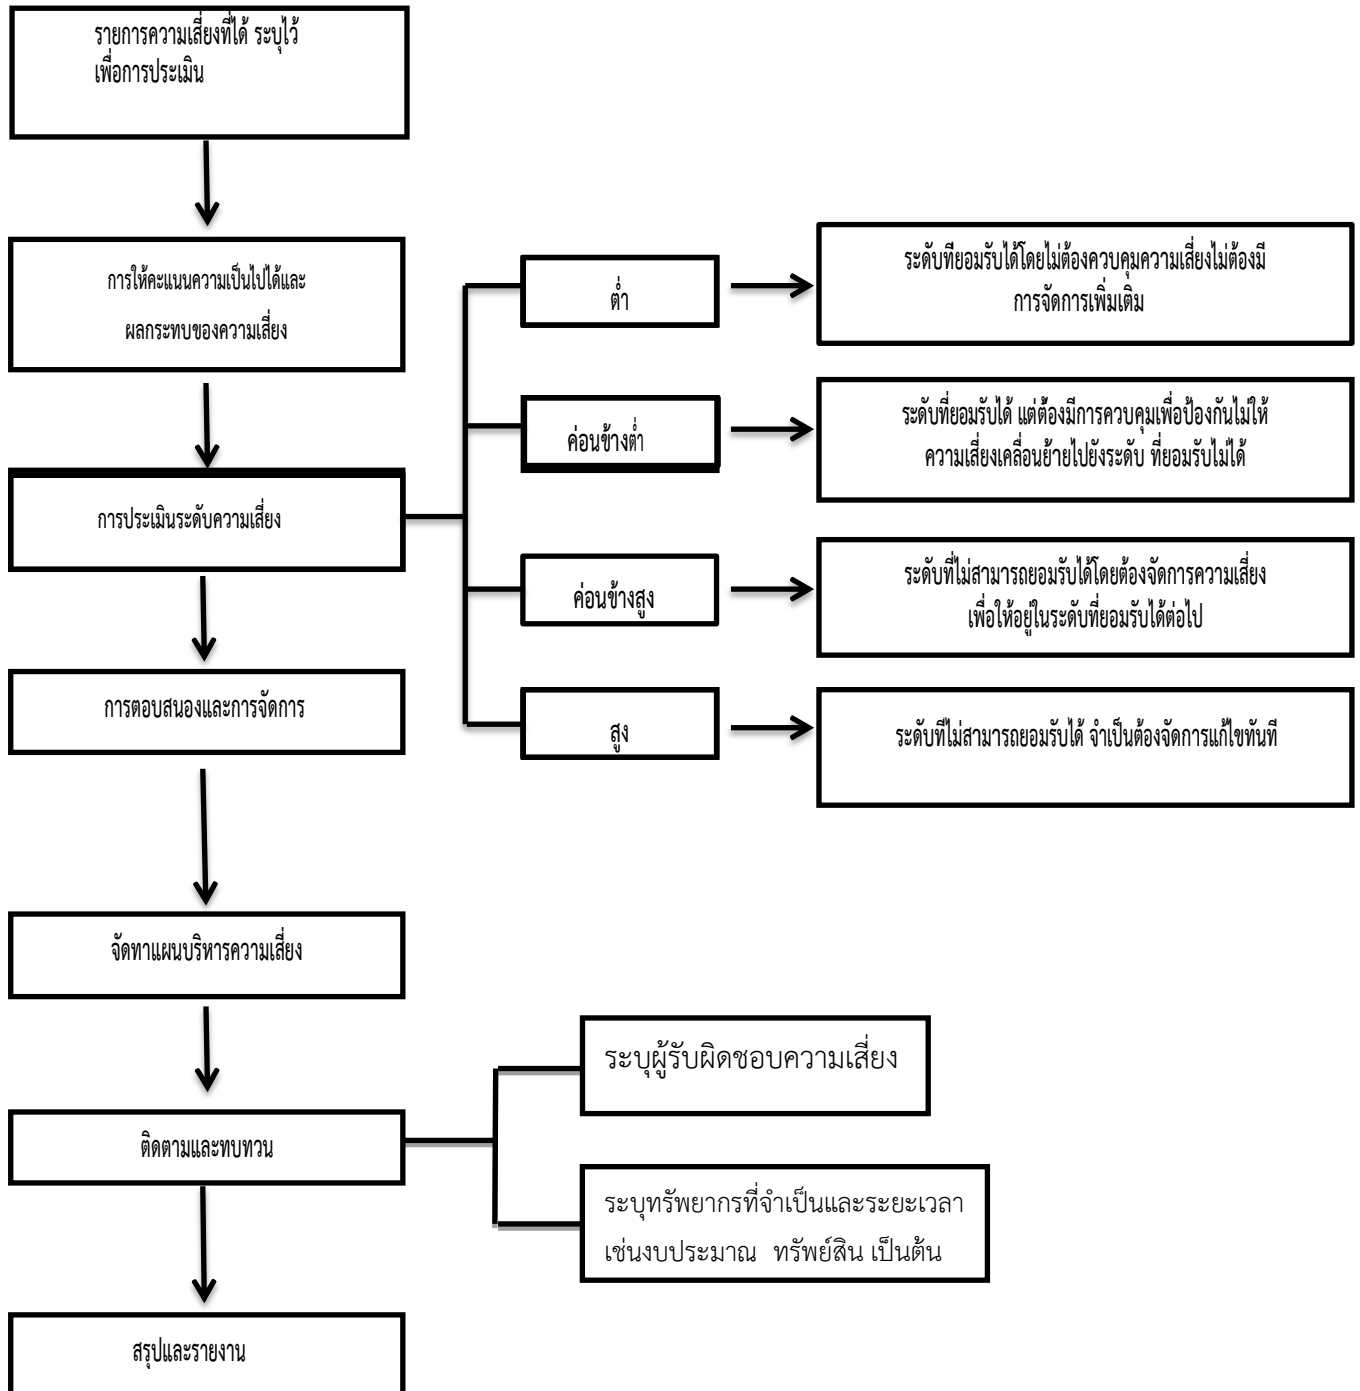 รายการความเสี่ยงที่ได้ ระบุไว้
เพื่อการประเมิน
การให้คะแนนความเป็นไปได้และ
ผลกระทบของความเสี่ยง
การประเมินระดับความเสี่ยง
ต่ำ
ระดับทียอมรับได้โดยไม่ต้องควบคุมความเสี่ยงไม่ต้องมี
การจัดการเพิ่มเติม
ค่อนข้างต่ำ
ระดับที่ยอมรับได้ แต่ต้องมีการควบคุมเพื่อป้องกันไม่ให้
ความเสี่ยงเคลื่อนย้ายไปยังระดับ ที่ยอมรับไม่ได้
ค่อนข้างสูง
ระดับที่ไม่สามารถยอมรับได้โดยต้องจัดการความเสี่ยง
เพื่อให้อยู่ในระดับที่ยอมรับได้ต่อไป
สูง
ระดับทีไม่สามารถยอมรับได้ จำเป็นต้องจัดการแก้ไขทันที
การตอบสนองและการจัดการ
จัดทาแผนบริหารความเสี่ยง
ติดตามและทบทวน
ระบุผู้รับผิดชอบความเสี่ยง
ระบุทรัพยากรที่จำเป็นและระยะเวลา
เช่นงบประมาณ ทรัพย์สิน เป็นต้น
สรุปและรายงาน